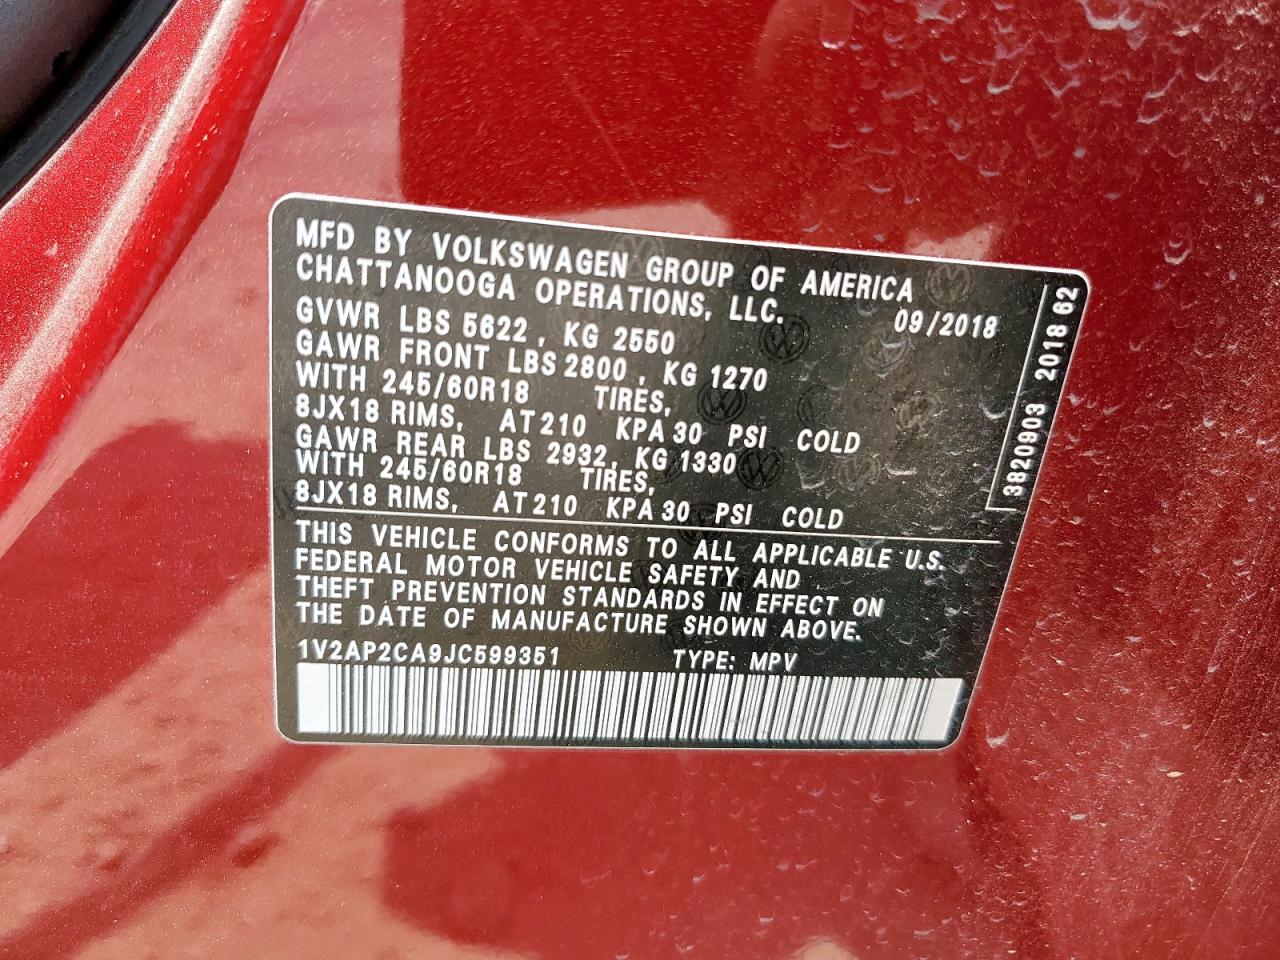 MFD BY VOLKSWAGEN GROUP OF AMERICA
CHATTANOOGA OPERATIONS, LLC.
09/2018
GVWR LBS 5622 , KG 2550
GAWR FRONT LBS 2800 , KG 1270
WITH 245/60R18 TIRES,
8JX18 RIMS, AT 210 KPA 30 PSI COLD
GAWR REAR LBS 2932, KG 1330
WITH 245/60R18 TIRES,
8JX18 RIMS, AT 210 KPA 30 PSI COLD
THIS VEHICLE CONFORMS TO ALL APPLICABLE U.S.
FEDERAL MOTOR VEHICLE SAFETY AND
THEFT PREVENTION STANDARDS IN EFFECT ON
THE DATE OF MANUFACTURE SHOWN ABOVE.
1V2AP2CA9JC599351 TYPE: MPV
3820903 2018 62